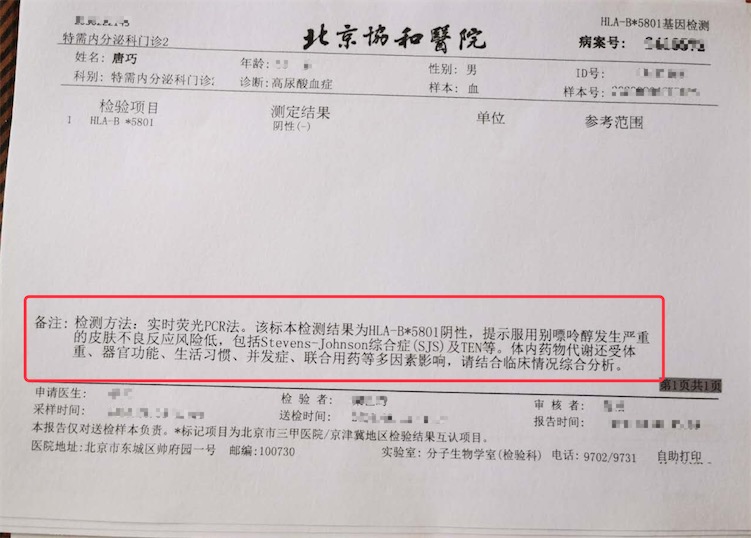 北京協和醫院
HLA-B*5801基因检测
特需内分泌科门诊2
病案号:
姓名: 唐巧 年龄: 性别: 男 ID号:
科别: 特需内分泌科门诊2 诊断: 高尿酸血症 样本: 血 样本号:
检验项目 测定结果 单位 参考范围
1 HLA-B *5801 阴性(-)
备注: 检测方法: 实时荧光PCR法。该标本检测结果为HLA-B*5801阴性, 提示服用别嘌呤醇发生严重
的皮肤不良反应风险低, 包括Stevens-Johnson综合症(SJS)及TEN等。体内药物代谢还受体
重、器官功能、生活习惯、并发症、联合用药等多因素影响, 请结合临床情况综合分析。
第1页共1页
申请医生: 检 验 者: 审 核 者:
采样时间: 送检时间: 报告时间:
本报告仅对送检样本负责。*标记项目为北京市三甲医院/京津冀地区检验结果互认项目。
医院地址:北京市东城区帅府园一号 邮编:100730 实验室: 分子生物学室(检验科) 电话: 9702/9731 自助打印